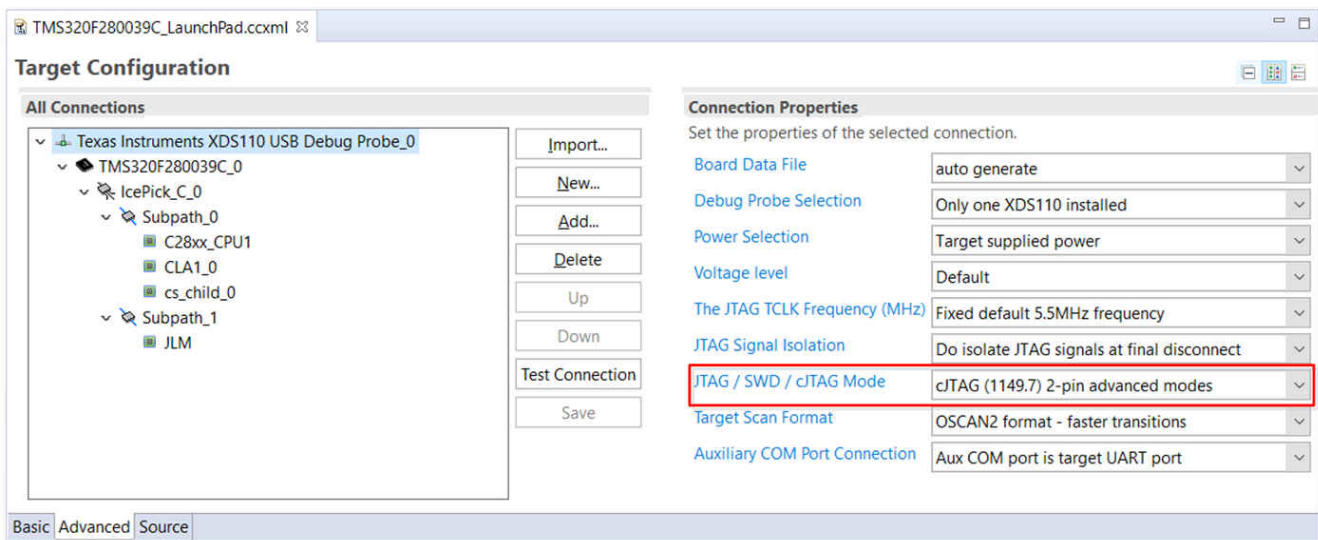 TMS320F280039C_LaunchPad.ccxml
Target Configuration
All Connections
Texas Instruments XDS110 USB Debug Probe_0
TMS320F280039C_0
IcePick_C_0
Subpath_0
C28xx_CPU1
CLA1_0
cs_child_0
Subpath_1
JLM
Import...
New...
Add...
Delete
Up
Down
Test Connection
Save
Connection Properties
Set the properties of the selected connection.
Board Data File auto generate
Debug Probe Selection Only one XDS110 installed
Power Selection Target supplied power
Voltage level Default
The JTAG TCLK Frequency (MHz) Fixed default 5.5MHz frequency
JTAG Signal Isolation Do isolate JTAG signals at final disconnect
JTAG / SWD / cJTAG Mode cJTAG (1149.7) 2-pin advanced modes
Target Scan Format OSCAN2 format - faster transitions
Auxiliary COM Port Connection Aux COM port is target UART port
Basic Advanced Source